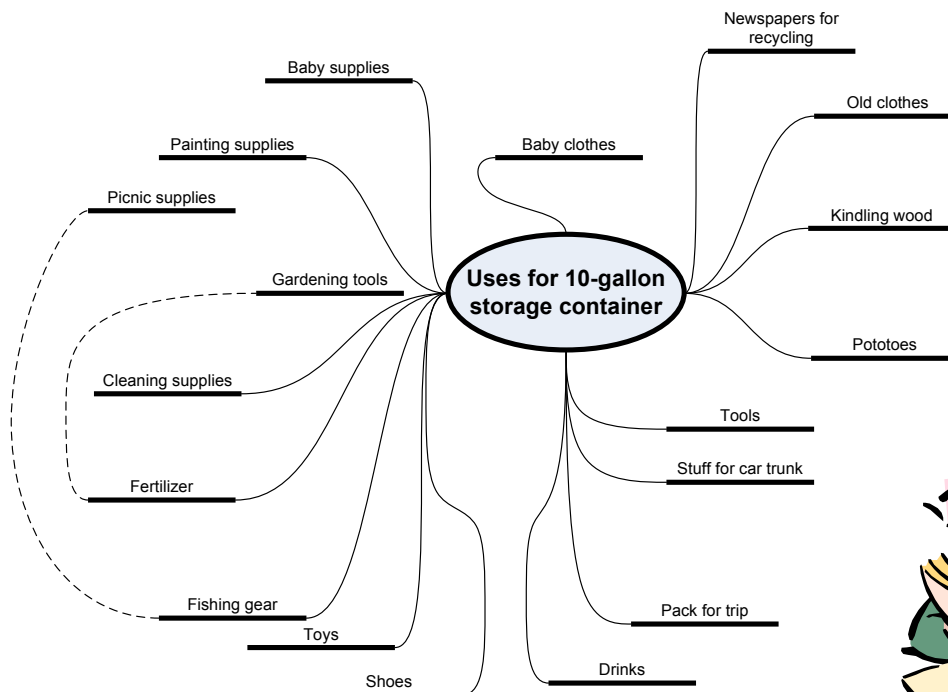 Newspapers for
recycling
Baby supplies
Old clothes
Painting supplies
Baby clothes
Picnic supplies
Kindling wood
Uses for 10-gallon
storage container
Gardening tools
Pototoes
Cleaning supplies
Tools
Stuff for car trunk
Fertilizer
Fishing gear
Pack for trip
Toys
Drinks
Shoes